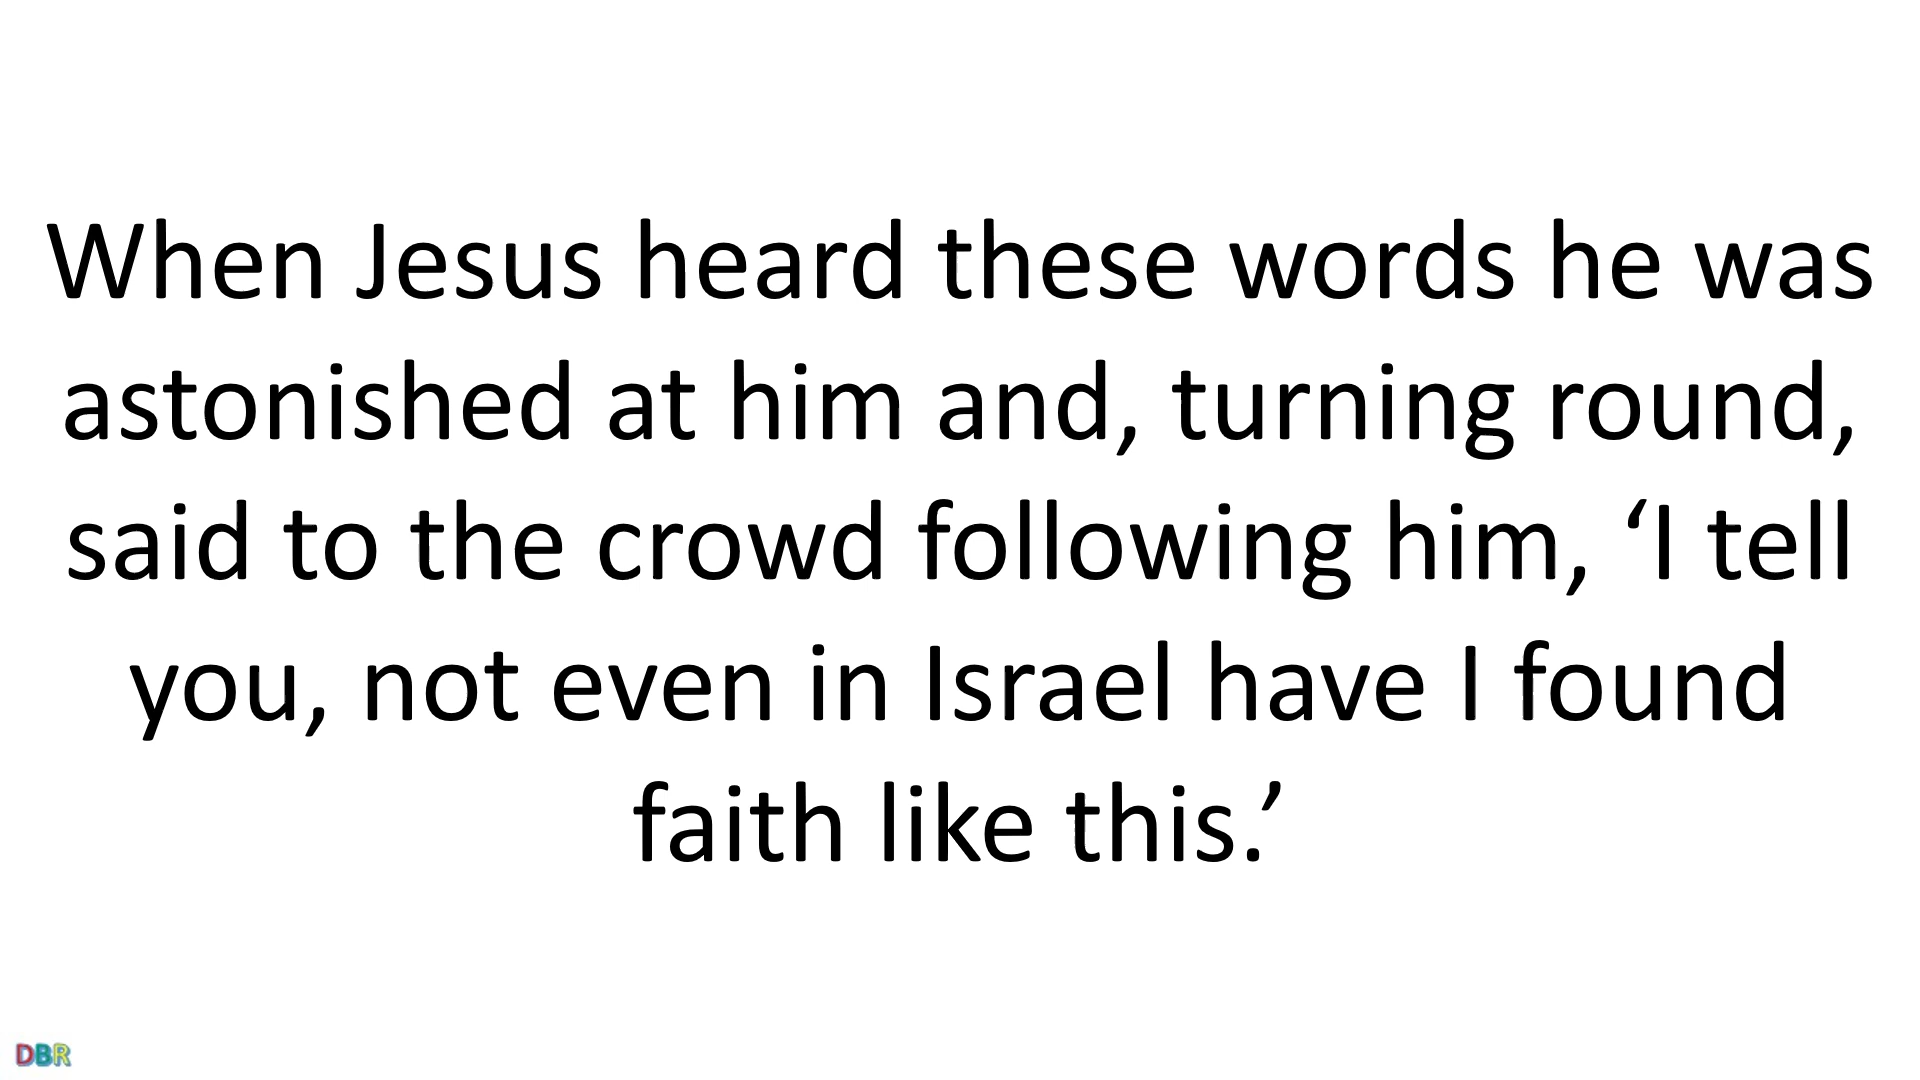 When Jesus heard these words he was
astonished at him and, turning round,
said to the crowd following him, ‘I tell
you, not even in Israel have I found
faith like this.’
DBR